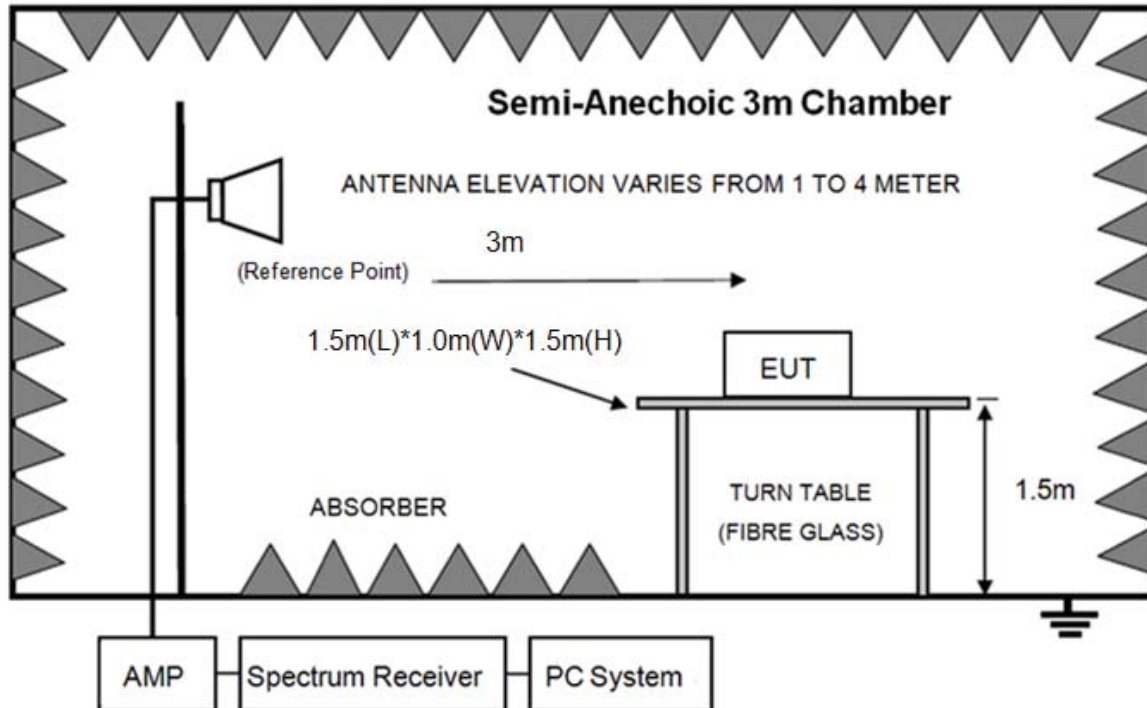 Semi-Anechoic 3m Chamber
ANTENNA ELEVATION VARIES FROM 1 TO 4 METER
3m
(Reference Point)
1.5m(L)*1.0m(W)*1.5m(H)
EUT
TURN TABLE
(FIBRE GLASS)
1.5m
ABSORBER
AMP
Spectrum Receiver
PC System